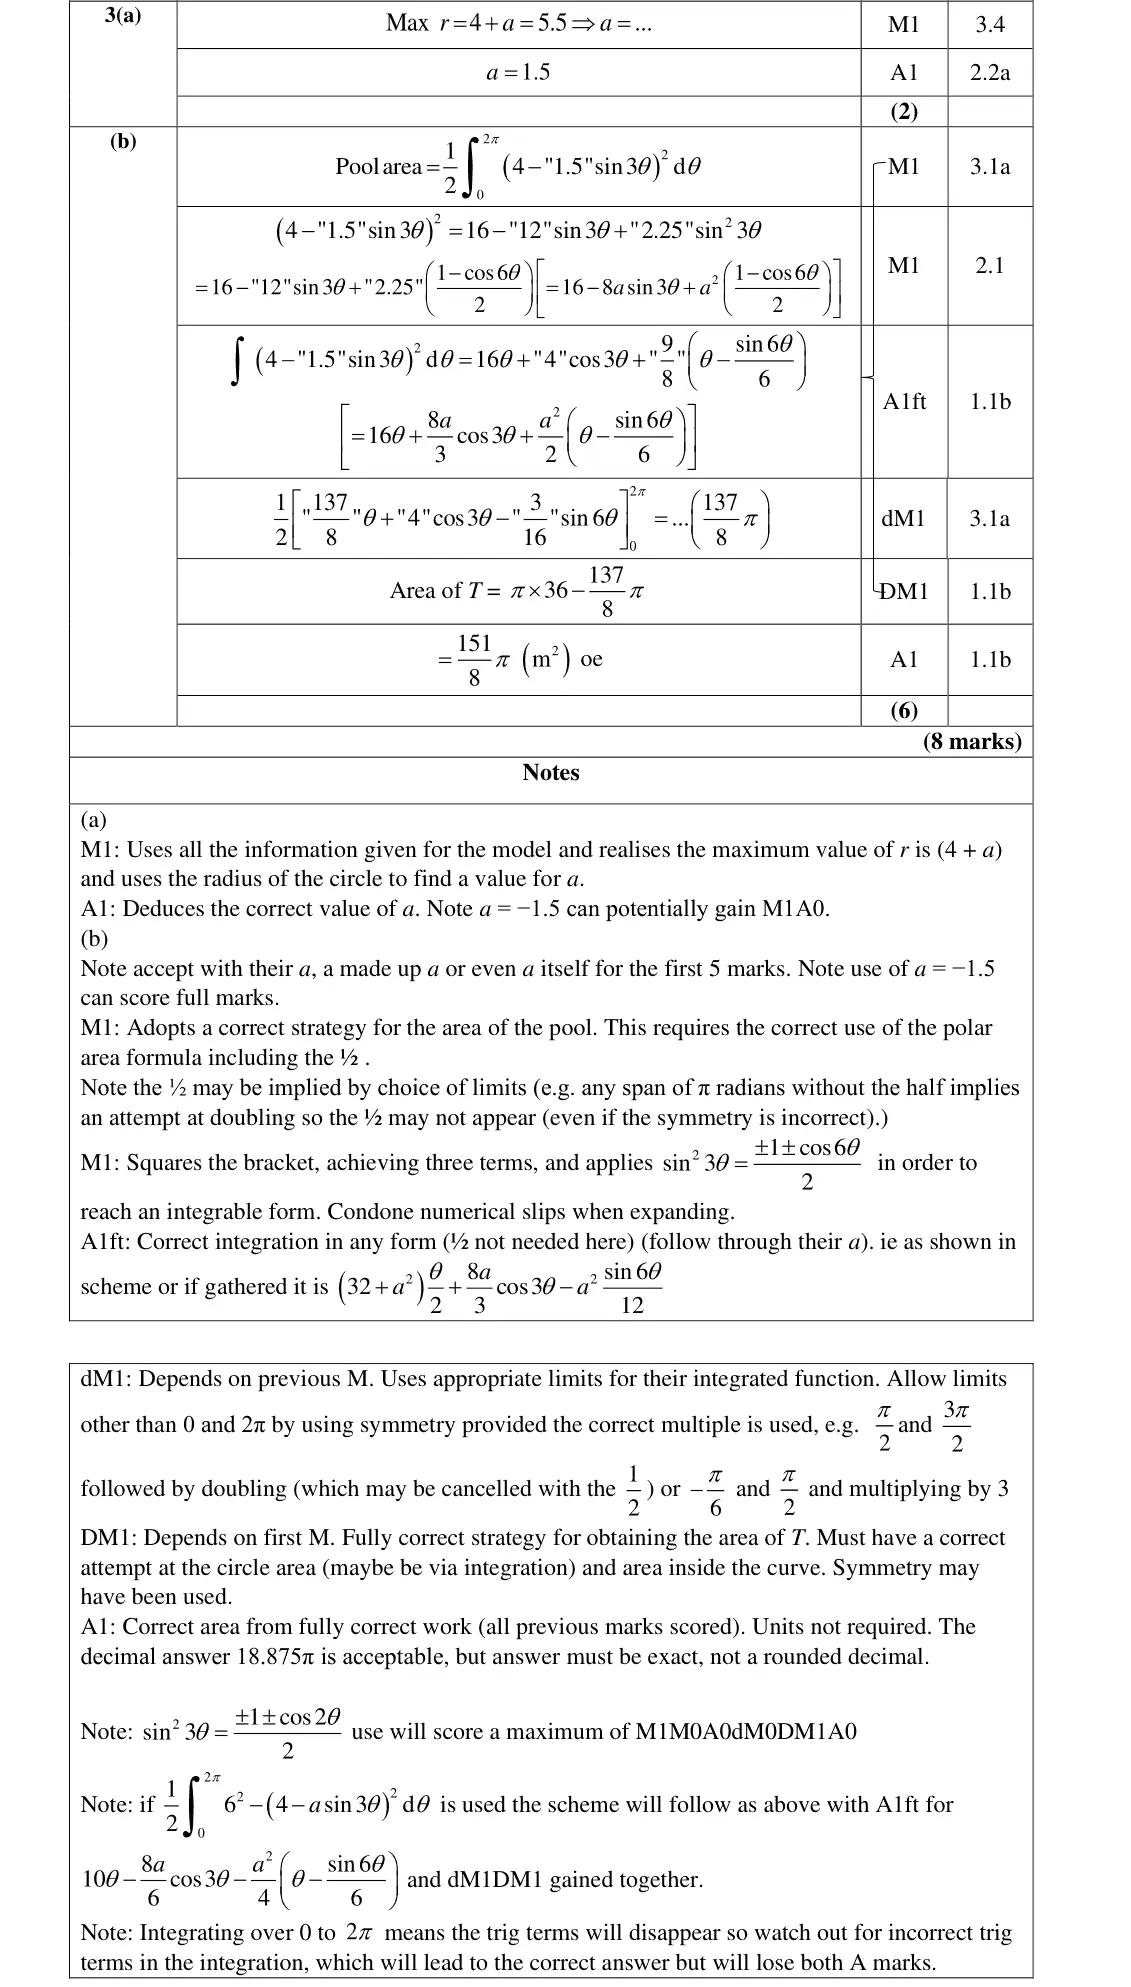 3(a) Max r = 4 + a = 5.5 ⇒ a = ... M1 3.4
a = 1.5 A1 2.2a
(2)
(b) Pool area = 1/2 ∫₀^{2π} (4 − "1.5" sin 3θ)² dθ M1 3.1a
(4 − "1.5" sin 3θ)² = 16 − "12" sin 3θ + "2.25" sin² 3θ
= 16 − "12" sin 3θ + "2.25" ((1 − cos 6θ)/2) [= 16 − 8a sin 3θ + a² ((1 − cos 6θ)/2)] M1 2.1
∫ (4 − "1.5" sin 3θ)² dθ = 16θ + "4" cos 3θ + "9/8" (θ − sin 6θ/6)
[= 16θ + 8a/3 cos 3θ + a²/2 (θ − sin 6θ/6)] A1ft 1.1b
1/2 ["137/8" θ + "4" cos 3θ − "3/16" sin 6θ]₀^{2π} = ... (137/8 π) dM1 3.1a
Area of T = π × 36 − 137/8 π DM1 1.1b
= 151/8 π (m²) oe A1 1.1b
(6)
(8 marks)
Notes
(a)
M1: Uses all the information given for the model and realises the maximum value of r is (4 + a)
and uses the radius of the circle to find a value for a.
A1: Deduces the correct value of a. Note a = −1.5 can potentially gain M1A0.
(b)
Note accept with their a, a made up a or even a itself for the first 5 marks. Note use of a = −1.5
can score full marks.
M1: Adopts a correct strategy for the area of the pool. This requires the correct use of the polar
area formula including the ½ .
Note the ½ may be implied by choice of limits (e.g. any span of π radians without the half implies
an attempt at doubling so the ½ may not appear (even if the symmetry is incorrect).)
M1: Squares the bracket, achieving three terms, and applies sin² 3θ = (±1 ± cos 6θ)/2 in order to
reach an integrable form. Condone numerical slips when expanding.
A1ft: Correct integration in any form (½ not needed here) (follow through their a). ie as shown in
scheme or if gathered it is (32 + a²) θ/2 + 8a/3 cos 3θ − a² sin 6θ/12
dM1: Depends on previous M. Uses appropriate limits for their integrated function. Allow limits
other than 0 and 2π by using symmetry provided the correct multiple is used, e.g. π/2 and 3π/2
followed by doubling (which may be cancelled with the 1/2 ) or −π/6 and π/2 and multiplying by 3
DM1: Depends on first M. Fully correct strategy for obtaining the area of T. Must have a correct
attempt at the circle area (maybe be via integration) and area inside the curve. Symmetry may
have been used.
A1: Correct area from fully correct work (all previous marks scored). Units not required. The
decimal answer 18.875π is acceptable, but answer must be exact, not a rounded decimal.
Note: sin² 3θ = (±1 ± cos 2θ)/2 use will score a maximum of M1M0A0dM0DM1A0
Note: if 1/2 ∫₀^{2π} 6² − (4 − a sin 3θ)² dθ is used the scheme will follow as above with A1ft for
10θ − 8a/6 cos 3θ − a²/4 (θ − sin 6θ/6) and dM1DM1 gained together.
Note: Integrating over 0 to 2π means the trig terms will disappear so watch out for incorrect trig
terms in the integration, which will lead to the correct answer but will lose both A marks.